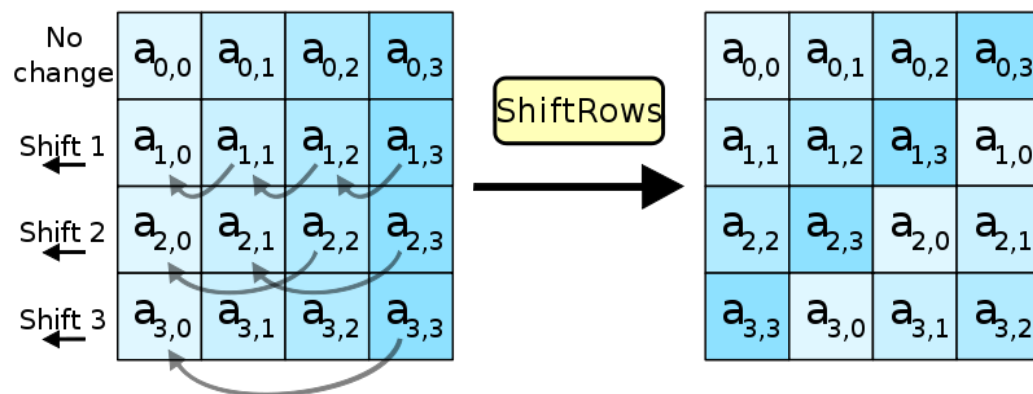 No
change
a0,0 a0,1 a0,2 a0,3
Shift 1
a1,0 a1,1 a1,2 a1,3
Shift 2
a2,0 a2,1 a2,2 a2,3
Shift 3
a3,0 a3,1 a3,2 a3,3
ShiftRows
a0,0 a0,1 a0,2 a0,3
a1,1 a1,2 a1,3 a1,0
a2,2 a2,3 a2,0 a2,1
a3,3 a3,0 a3,1 a3,2